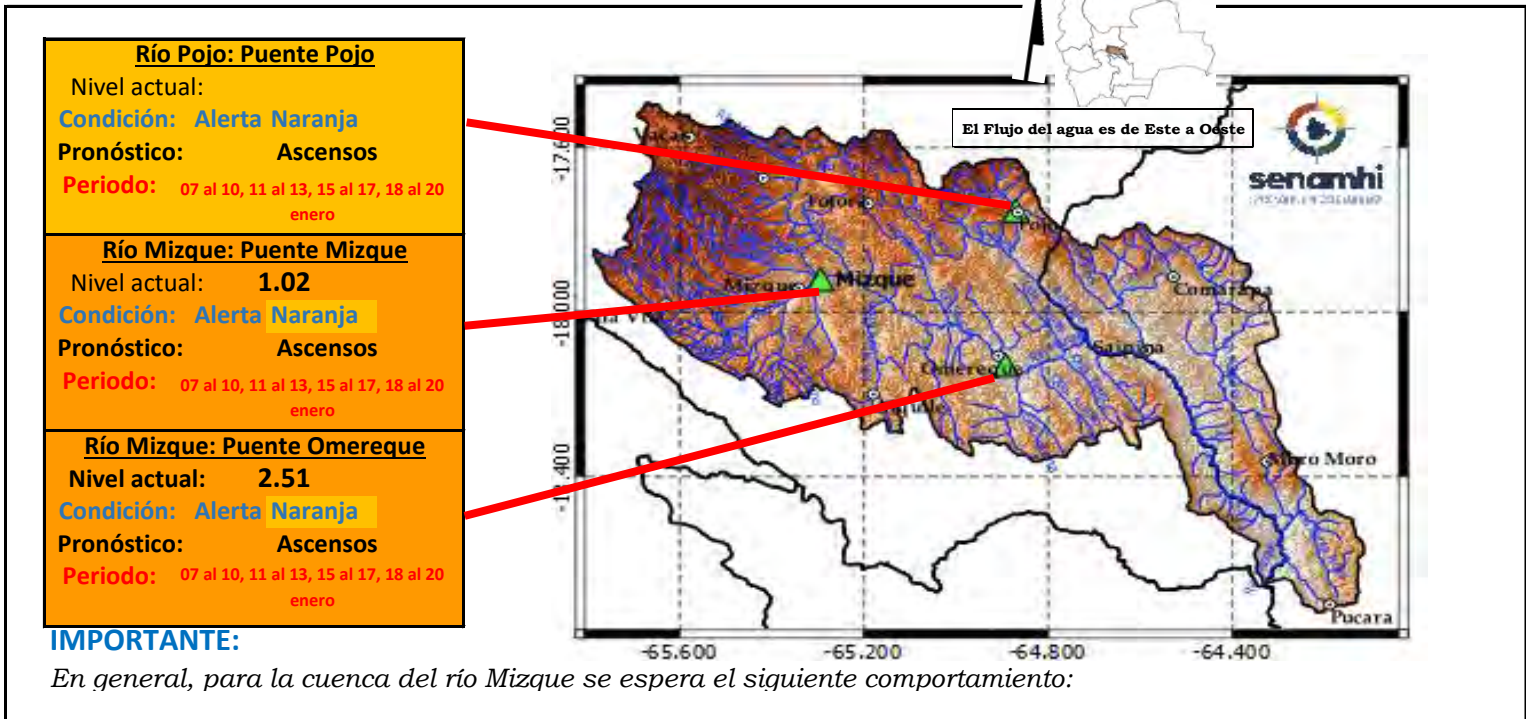 Río Pojo: Puente Pojo
Nivel actual:
Condición: Alerta Naranja
Pronóstico: Ascensos
Periodo: 07 al 10, 11 al 13, 15 al 17, 18 al 20
enero
Río Mizque: Puente Mizque
Nivel actual: 1.02
Condición: Alerta Naranja
Pronóstico: Ascensos
Periodo: 07 al 10, 11 al 13, 15 al 17, 18 al 20
enero
Río Mizque: Puente Omereque
Nivel actual: 2.51
Condición: Alerta Naranja
Pronóstico: Ascensos
Periodo: 07 al 10, 11 al 13, 15 al 17, 18 al 20
enero
El Flujo del agua es de Este a Oeste
senamhi
Vacas
Pojo
Mizque Mizque
Comarapa
Saipina
Omereque
Moro Moro
Pucara
-17.600
-18.000
-65.600 -65.200 -64.800 -64.400
IMPORTANTE:
En general, para la cuenca del río Mizque se espera el siguiente comportamiento: